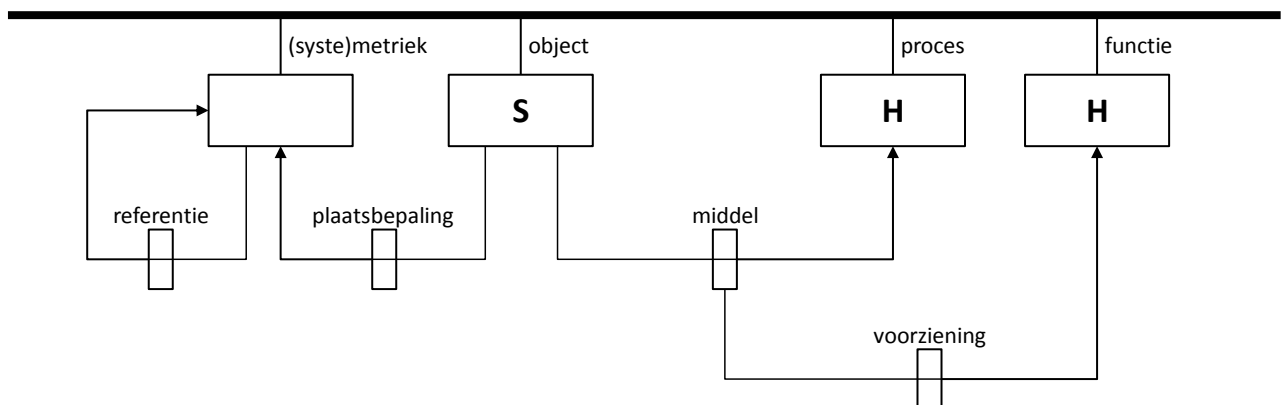 (syste)metriek
object
proces
functie
S
H
H
referentie
plaatsbepaling
middel
voorziening